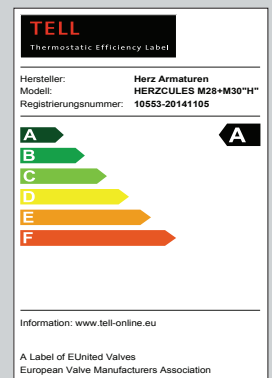 TELL
Thermostatic Efficiency Label
Hersteller: Herz Armaturen
Modell: HERZCULES M28+M30"H"
Registrierungsnummer: 10553-20141105
A A
B
C
D
E
F
Information: www.tell-online.eu
A Label of EUnited Valves
European Valve Manufacturers Association